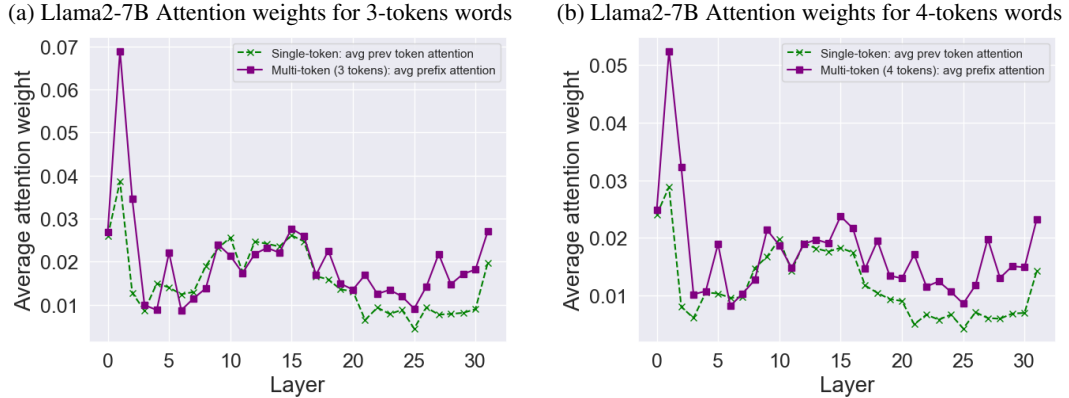 (a) Llama2-7B Attention weights for 3-tokens words
Single-token: avg prev token attention
Multi-token (3 tokens): avg prefix attention
Average attention weight
0.07
0.06
0.05
0.04
0.03
0.02
0.01
0 5 10 15 20 25 30
Layer
(b) Llama2-7B Attention weights for 4-tokens words
Single-token: avg prev token attention
Multi-token (4 tokens): avg prefix attention
Average attention weight
0.05
0.04
0.03
0.02
0.01
0 5 10 15 20 25 30
Layer